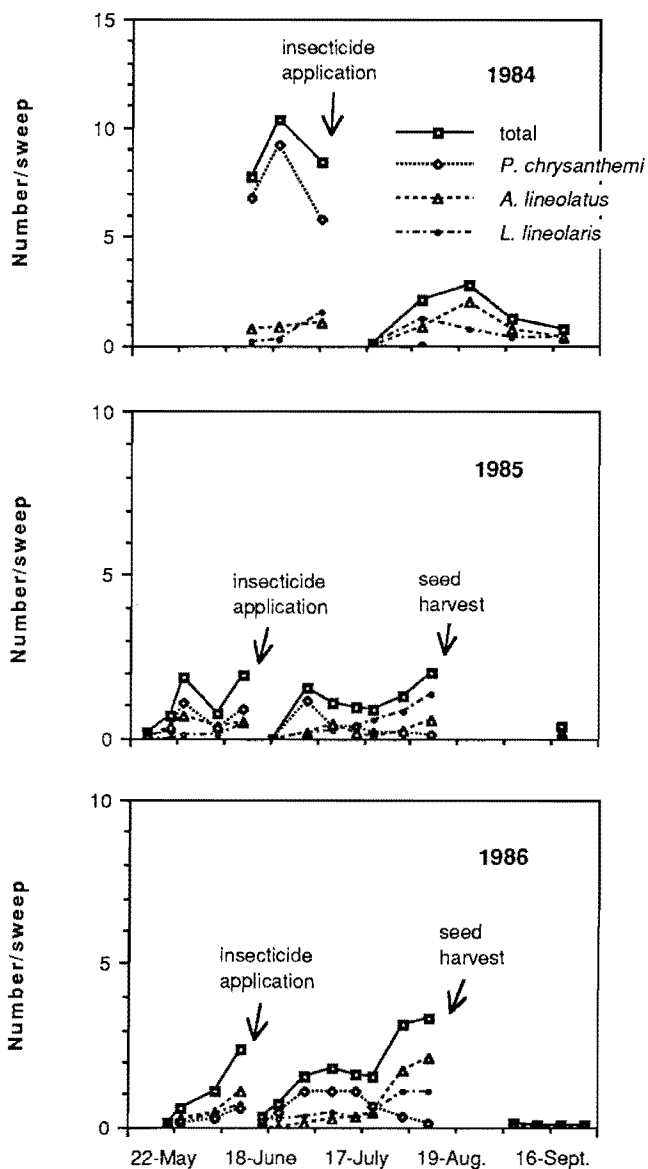 15
10
5
0
Number/sweep
insecticide
application
1984
total
P. chrysanthemi
A. lineolatus
L. lineolaris
10
5
0
Number/sweep
1985
insecticide
application
seed
harvest
10
5
0
Number/sweep
1986
insecticide
application
seed
harvest
22-May 18-June 17-July 19-Aug. 16-Sept.